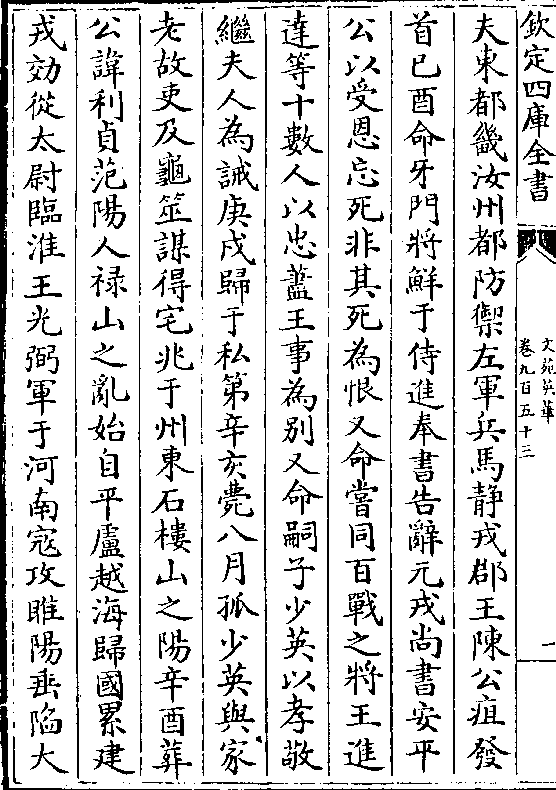 欽定四庫全書
文苑英華
卷九百五十三
一
夫東都畿汝州都防禦左軍兵馬静戎郡王陳公疽發
首已酉命牙門將鮮于侍進奉書告辭元戎尚書安平
公以受恩忘死非其死為恨又命嘗同百戰之將王進
達等十數人以忠藎王事為别又命嗣子少英以孝敬
繼夫人為誡庚戌歸于私第辛亥薨八月孤少英與家
老故吏及龜筮謀得宅兆于州東石樓山之陽辛酉葬
公諱利貞范陽人禄山之亂始自平盧越海歸國累建
戎効從太尉臨淮王光弼軍于河南宼攻睢陽垂陷大